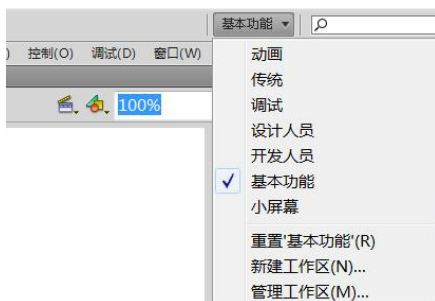 基本功能
) 控制(O) 调试(D) 窗口(W)
100%
动画
传统
调试
设计人员
开发人员
基本功能
小屏幕
重置'基本功能'(R)
新建工作区(N)...
管理工作区(M)...